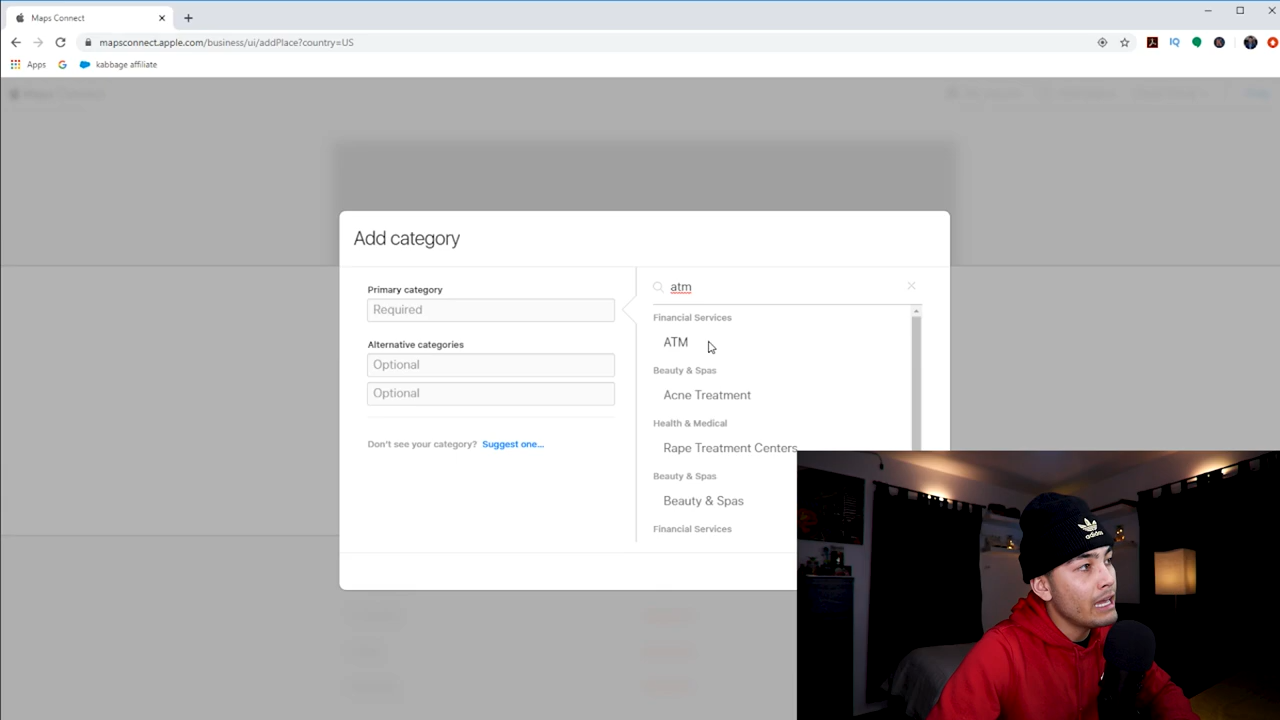 Maps Connect
mapsconnect.apple.com/business/ui/addPlace?country=US
Apps
kabbage affiliate
Add category
Primary category
Required
Alternative categories
Optional
Optional
Don't see your category? Suggest one...
atm
Financial Services
ATM
Beauty & Spas
Acne Treatment
Health & Medical
Rape Treatment Centers
Beauty & Spas
Beauty & Spas
Financial Services
IQ
adidas